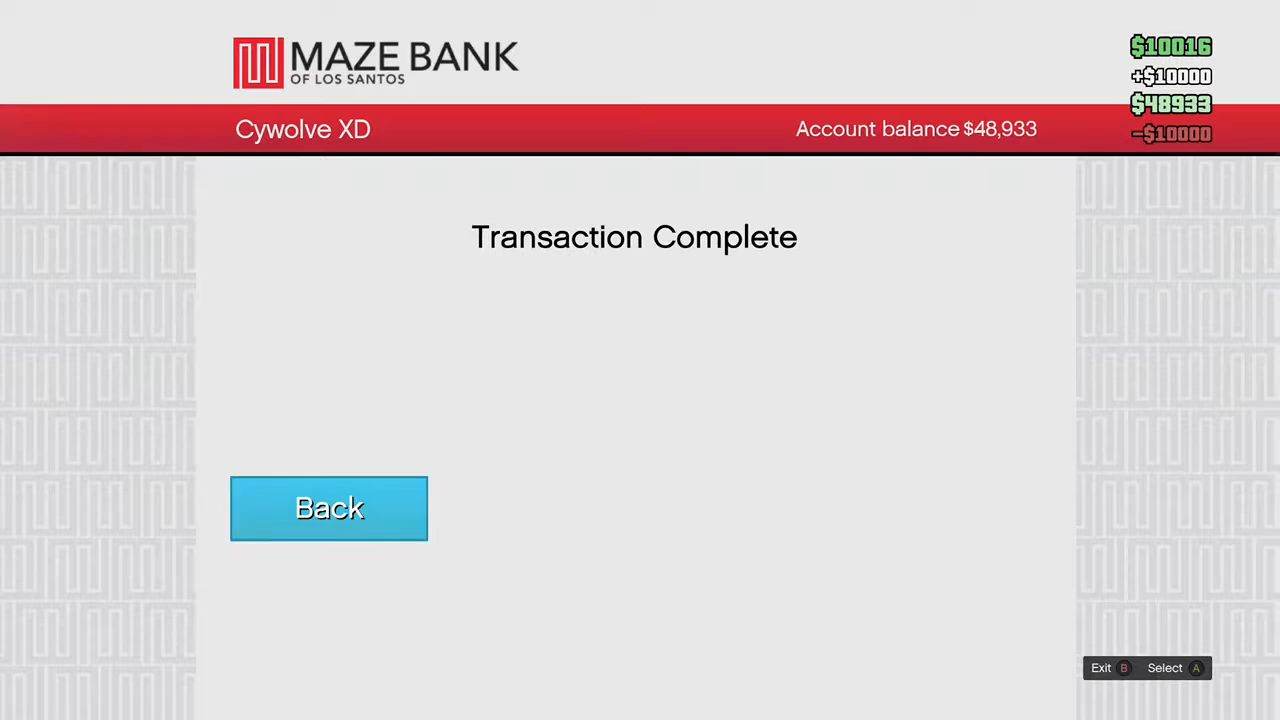 MAZE BANK
OF LOS SANTOS
$10016
+$10000
$48933
-$10000
Cywolve XD
Account balance $48,933
Transaction Complete
Back
Exit B Select A